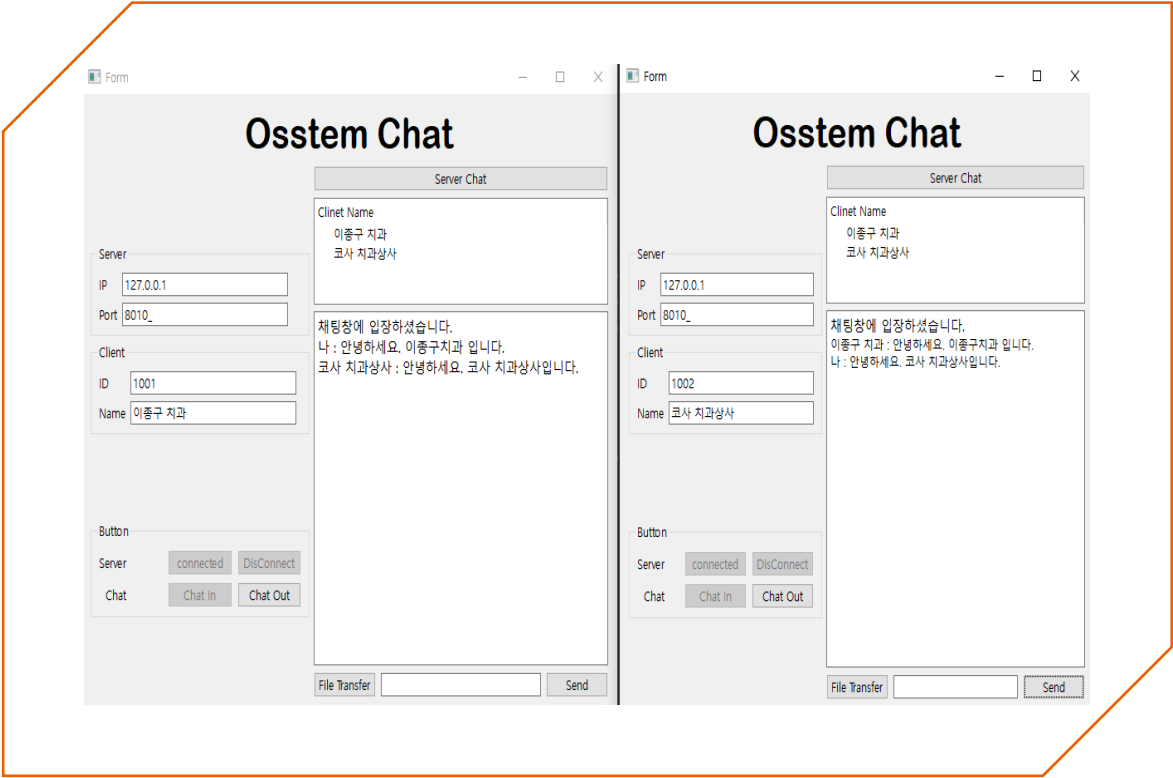 Form
Osstem Chat
Server Chat
Clinet Name
이종구 치과
코사 치과상사
Server
IP 127.0.0.1
Port 8010_
채팅창에 입장하셨습니다.
나 : 안녕하세요. 이종구치과 입니다.
코사 치과상사 : 안녕하세요. 코사 치과상사입니다.
Client
ID 1001
Name 이종구 치과
Button
Server connected DisConnect
Chat Chat In Chat Out
File Transfer Send
Form
Osstem Chat
Server Chat
Clinet Name
이종구 치과
코사 치과상사
Server
IP 127.0.0.1
Port 8010_
채팅창에 입장하셨습니다.
이종구 치과 : 안녕하세요. 이종구치과 입니다.
나 : 안녕하세요. 코사 치과상사입니다.
Client
ID 1002
Name 코사 치과상사
Button
Server connected DisConnect
Chat Chat In Chat Out
File Transfer Send